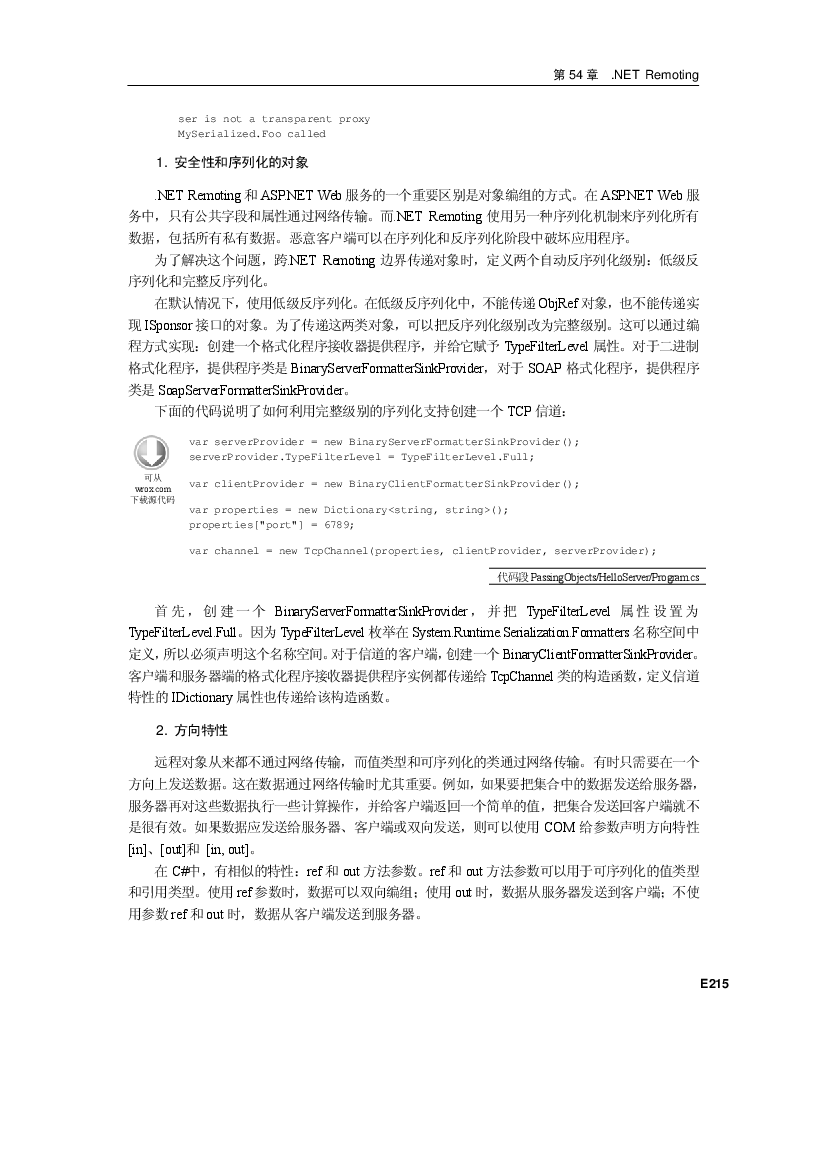 第 54 章 .NET Remoting
ser is not a transparent proxy
MySerialized.Foo called
1. 安全性和序列化的对象
.NET Remoting 和 ASP.NET Web 服务的一个重要区别是对象编组的方式。在 ASP.NET Web 服
务中，只有公共字段和属性通过网络传输。而.NET Remoting 使用另一种序列化机制来序列化所有
数据，包括所有私有数据。恶意客户端可以在序列化和反序列化阶段中破坏应用程序。
为了解决这个问题，跨.NET Remoting 边界传递对象时，定义两个自动反序列化级别：低级反
序列化和完整反序列化。
在默认情况下，使用低级反序列化。在低级反序列化中，不能传递 ObjRef 对象，也不能传递实
现 ISponsor 接口的对象。为了传递这两类对象，可以把反序列化级别改为完整级别。这可以通过编
程方式实现：创建一个格式化程序接收器提供程序，并给它赋予 TypeFilterLevel 属性。对于二进制
格式化程序，提供程序类是 BinaryServerFormatterSinkProvider，对于 SOAP 格式化程序，提供程序
类是 SoapServerFormatterSinkProvider。
下面的代码说明了如何利用完整级别的序列化支持创建一个 TCP 信道：
var serverProvider = new BinaryServerFormatterSinkProvider();
serverProvider.TypeFilterLevel = TypeFilterLevel.Full;
可从
wrox.com
下载源代码
var clientProvider = new BinaryClientFormatterSinkProvider();
var properties = new Dictionary<string, string>();
properties["port"] = 6789;
var channel = new TcpChannel(properties, clientProvider, serverProvider);
代码段 PassingObjects/HelloServer/Program.cs
首先，创建一个 BinaryServerFormatterSinkProvider，并把 TypeFilterLevel 属性设置为
TypeFilterLevel.Full。因为 TypeFilterLevel 枚举在 System.Runtime.Serialization.Formatters 名称空间中
定义，所以必须声明这个名称空间。对于信道的客户端，创建一个 BinaryClientFormatterSinkProvider。
客户端和服务器端的格式化程序接收器提供程序实例都传递给 TcpChannel 类的构造函数，定义信道
特性的 IDictionary 属性也传递给该构造函数。
2. 方向特性
远程对象从来都不通过网络传输，而值类型和可序列化的类通过网络传输。有时只需要在一个
方向上发送数据。这在数据通过网络传输时尤其重要。例如，如果要把集合中的数据发送给服务器，
服务器再对这些数据执行一些计算操作，并给客户端返回一个简单的值，把集合发送回客户端就不
是很有效。如果数据应发送给服务器、客户端或双向发送，则可以使用 COM 给参数声明方向特性
[in]、[out]和 [in, out]。
在 C#中，有相似的特性：ref 和 out 方法参数。ref 和 out 方法参数可以用于可序列化的值类型
和引用类型。使用 ref 参数时，数据可以双向编组；使用 out 时，数据从服务器发送到客户端；不使
用参数 ref 和 out 时，数据从客户端发送到服务器。
E215